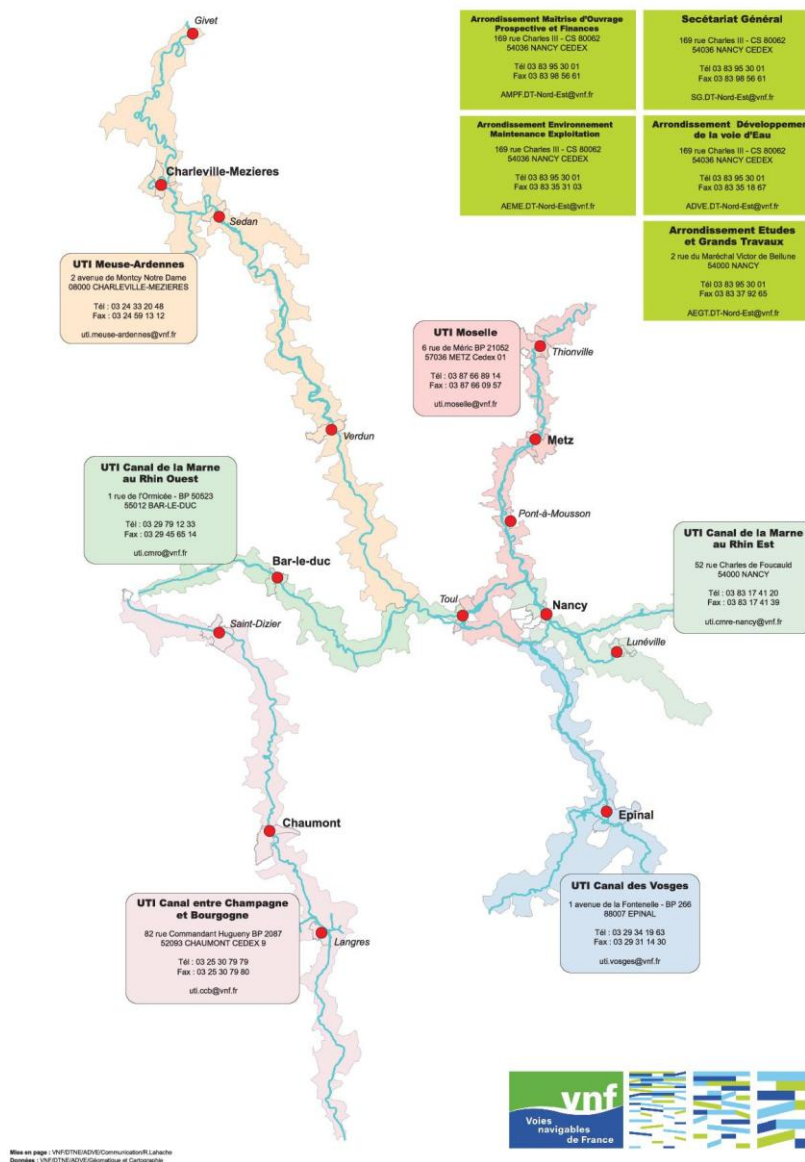 Givet
Charleville-Mezieres
Sedan
UTI Meuse-Ardennes
2 avenue de Montcy Notre Dame
08000 CHARLEVILLE-MEZIERES
Tél : 03 24 33 20 48
Fax : 03 24 59 13 12
uti.meuse-ardennes@vnf.fr
Verdun
Arrondissement Maîtrise d'Ouvrage
Prospective et Finances
169 rue Charles III - CS 80062
54036 NANCY CEDEX
Tél 03 83 95 30 01
Fax 03 83 98 56 61
AMPF.DT-Nord-Est@vnf.fr
Secétariat Général
169 rue Charles III - CS 80062
54036 NANCY CEDEX
Tél 03 83 95 30 01
Fax 03 83 98 56 61
SG.DT-Nord-Est@vnf.fr
Arrondissement Environnement
Maintenance Exploitation
169 rue Charles III - CS 80062
54036 NANCY CEDEX
Tél 03 83 95 30 01
Fax 03 83 35 31 03
AEME.DT-Nord-Est@vnf.fr
Arrondissement Développemen
de la voie d'Eau
169 rue Charles III - CS 80062
54036 NANCY CEDEX
Tél 03 83 95 30 01
Fax 03 83 35 18 67
ADVE.DT-Nord-Est@vnf.fr
Arrondissement Etudes
et Grands Travaux
2 rue du Maréchal Victor de Bellune
54000 NANCY
Tél 03 83 95 30 01
Fax 03 83 37 92 65
AEGT.DT-Nord-Est@vnf.fr
UTI Moselle
6 rue de Méric BP 21052
57036 METZ Cedex 01
Tél : 03 87 66 89 14
Fax : 03 87 66 09 57
uti.moselle@vnf.fr
Thionville
Metz
Pont-à-Mousson
UTI Canal de la Marne
au Rhin Ouest
1 rue de l'Ormicée - BP 50523
55012 BAR-LE-DUC
Tél : 03 29 79 12 33
Fax : 03 29 45 65 14
uti.cmro@vnf.fr
Bar-le-duc
Saint-Dizier
Toul
Nancy
Lunéville
UTI Canal de la Marne
au Rhin Est
52 rue Charles de Foucauld
54000 NANCY
Tél : 03 83 17 41 20
Fax : 03 83 17 41 39
uti.cmre-nancy@vnf.fr
Chaumont
Epinal
UTI Canal entre Champagne
et Bourgogne
82 rue Commandant Hugueny BP 2087
52093 CHAUMONT CEDEX 9
Tél : 03 25 30 79 79
Fax : 03 25 30 79 80
uti.ccb@vnf.fr
Langres
UTI Canal des Vosges
1 avenue de la Fontenelle - BP 266
88007 EPINAL
Tél : 03 29 34 19 63
Fax : 03 29 31 14 30
uti.vosges@vnf.fr
vnf
Voies
navigables
de France
Mise en page : VNF/DTNE/ADVE/Communication/R.Lahache
Données : VNF/DTNE/ADVE/Géomatique et Cartographie